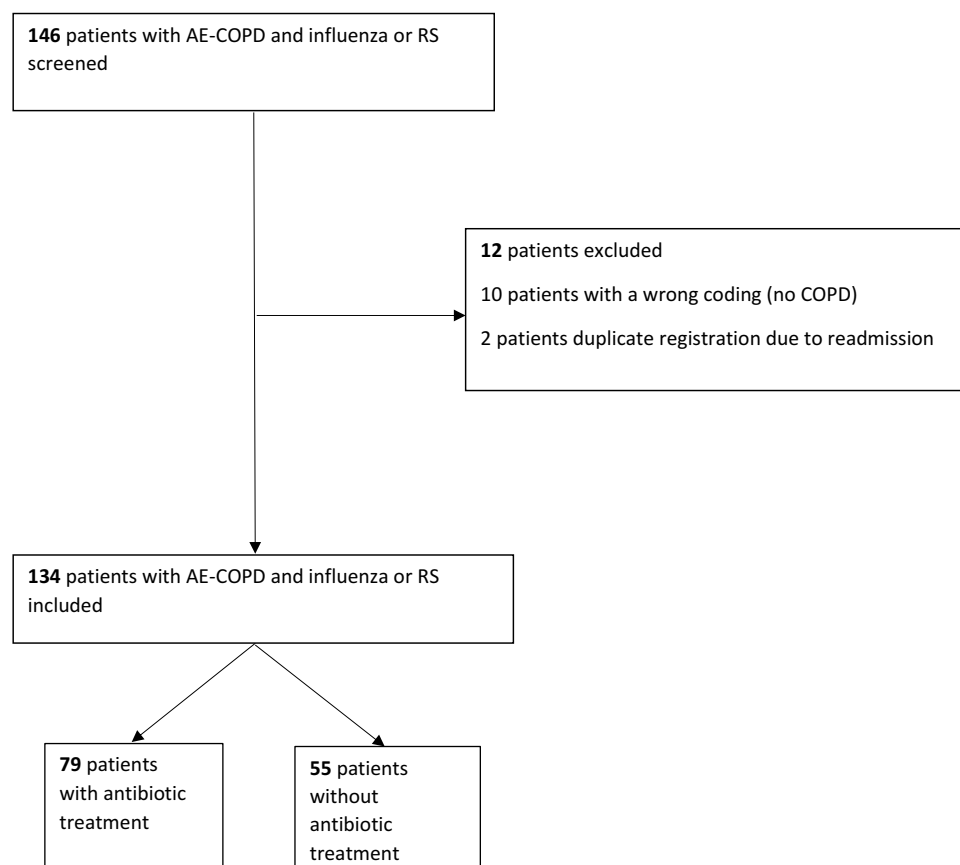 146 patients with AE-COPD and influenza or RS
screened
12 patients excluded
10 patients with a wrong coding (no COPD)
2 patients duplicate registration due to readmission
134 patients with AE-COPD and influenza or RS
included
79 patients
with antibiotic
treatment
55 patients
without
antibiotic
treatment